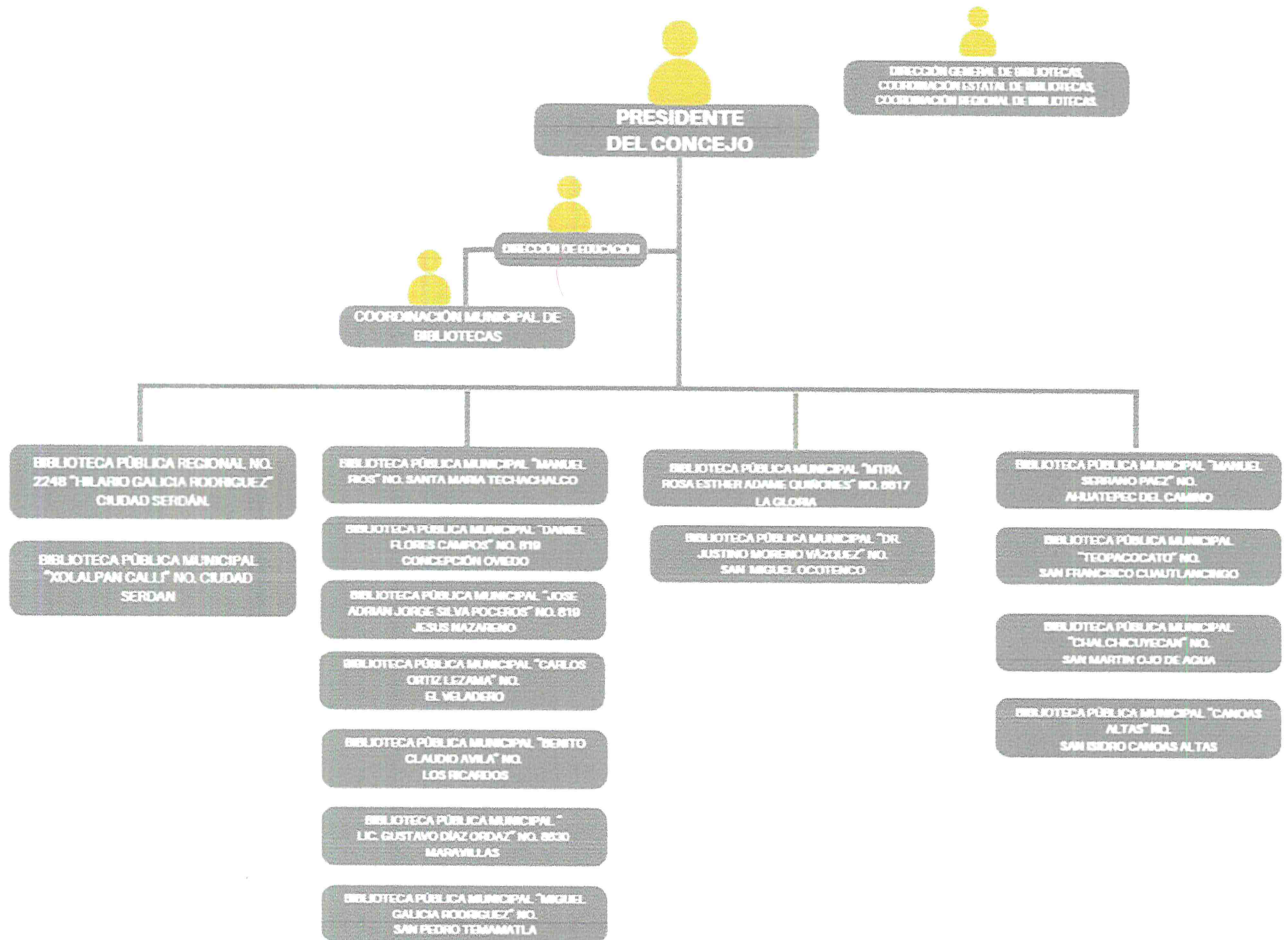 PRESIDENTE
DEL CONCEJO
DIRECCIÓN GENERAL DE BIBLIOTECAS,
COORDINACIÓN ESTATAL DE BIBLIOTECAS,
COORDINACIÓN REGIONAL DE BIBLIOTECAS.
DIRECCIÓN DE EDUCACIÓN
COORDINACIÓN MUNICIPAL DE
BIBLIOTECAS
BIBLIOTECA PÚBLICA REGIONAL NO.
2248 "HILARIO GALICIA RODRIGUEZ"
CIUDAD SERDÁN.
BIBLIOTECA PÚBLICA MUNICIPAL
"XOLALPAN CALLI" NO. CIUDAD
SERDAN
BIBLIOTECA PÚBLICA MUNICIPAL "MANUEL
RIOS" NO. SANTA MARIA TECHACHALCO
BIBLIOTECA PÚBLICA MUNICIPAL "DANIEL
FLORES CAMPOS" NO. 819
CONCEPCIÓN OVIEDO
BIBLIOTECA PÚBLICA MUNICIPAL "JOSE
ADRIAN JORGE SILVA POCEROS" NO. 819
JESUS NAZARENO
BIBLIOTECA PÚBLICA MUNICIPAL "CARLOS
ORTIZ LEZAMA" NO.
EL VELADERO
BIBLIOTECA PÚBLICA MUNICIPAL "BENITO
CLAUDIO AVILA" NO.
LOS RICARDOS
BIBLIOTECA PÚBLICA MUNICIPAL "
LIC. GUSTAVO DÍAZ ORDAZ" NO. 8630
MARAVILLAS
BIBLIOTECA PÚBLICA MUNICIPAL "MIGUEL
GALICIA RODRIGUEZ" NO.
SAN PEDRO TEMAMATLA
BIBLIOTECA PÚBLICA MUNICIPAL "MTRA.
ROSA ESTHER ADAME QUIÑONES" NO. 8617
LA GLORIA
BIBLIOTECA PÚBLICA MUNICIPAL "DR.
JUSTINO MORENO VÁZQUEZ" NO.
SAN MIGUEL OCOTENCO
BIBLIOTECA PÚBLICA MUNICIPAL "MANUEL
SERRANO PAEZ" NO.
AHUATEPEC DEL CAMINO
BIBLIOTECA PÚBLICA MUNICIPAL
"TEOPACOCATO" NO.
SAN FRANCISCO CUAUTLANCINGO
BIBLIOTECA PÚBLICA MUNICIPAL
"CHALCHICUYECAN" NO.
SAN MARTIN OJO DE AGUA
BIBLIOTECA PÚBLICA MUNICIPAL "CANOAS
ALTAS" NO.
SAN ISIDRO CANOAS ALTAS